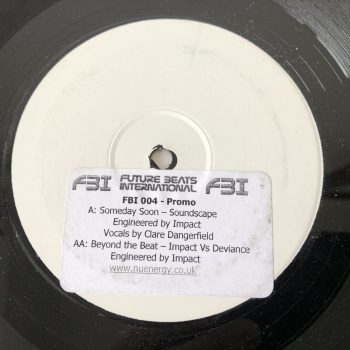 FBI FUTURE BEATS FBI
INTERNATIONAL
FBI 004 - Promo
A: Someday Soon – Soundscape
Engineered by Impact
Vocals by Clare Dangerfield
AA: Beyond the Beat – Impact Vs Deviance
Engineered by Impact
www.nuenergy.co.uk